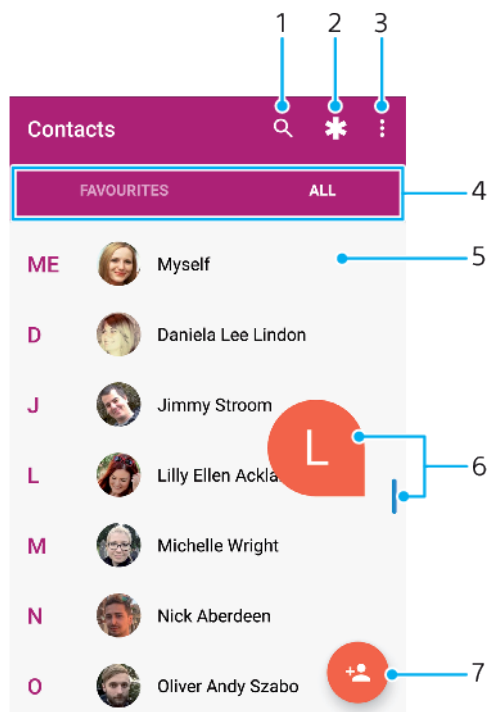 1 2 3
Contacts
FAVOURITES ALL 4
ME Myself 5
D Daniela Lee Lindon
J Jimmy Stroom
L
L Lilly Ellen Ackla 6
M Michelle Wright
N Nick Aberdeen
O Oliver Andy Szabo 7